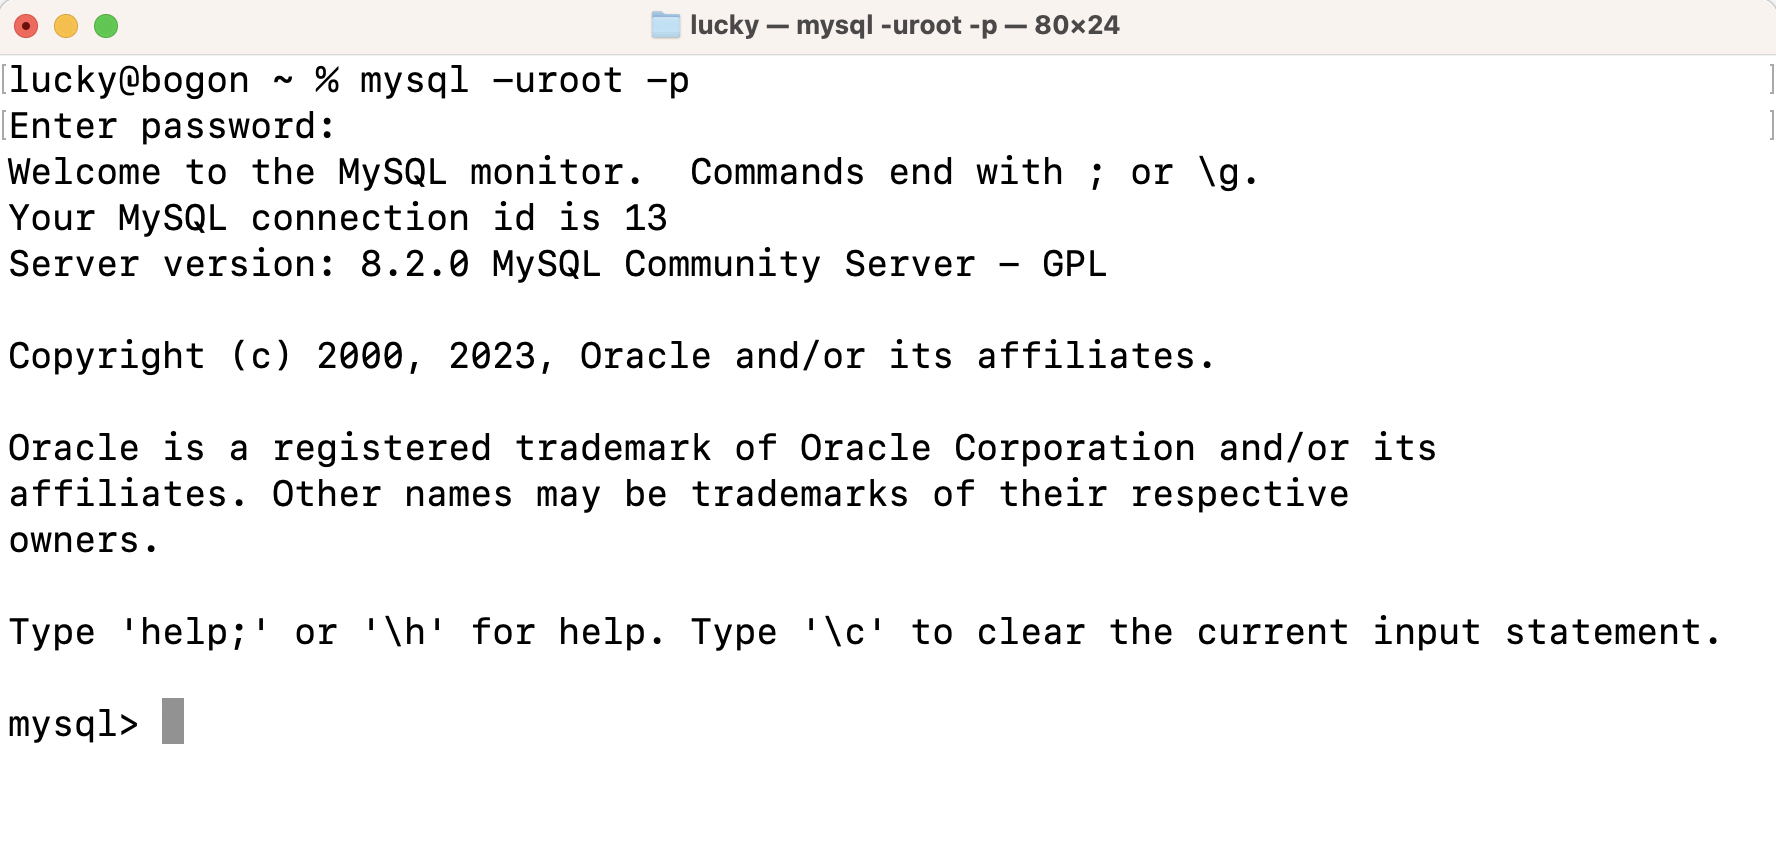 lucky — mysql -uroot -p — 80×24
lucky@bogon ~ % mysql -uroot -p
Enter password:
Welcome to the MySQL monitor.  Commands end with ; or \g.
Your MySQL connection id is 13
Server version: 8.2.0 MySQL Community Server - GPL
Copyright (c) 2000, 2023, Oracle and/or its affiliates.
Oracle is a registered trademark of Oracle Corporation and/or its
affiliates. Other names may be trademarks of their respective
owners.
Type 'help;' or '\h' for help. Type '\c' to clear the current input statement.
mysql>